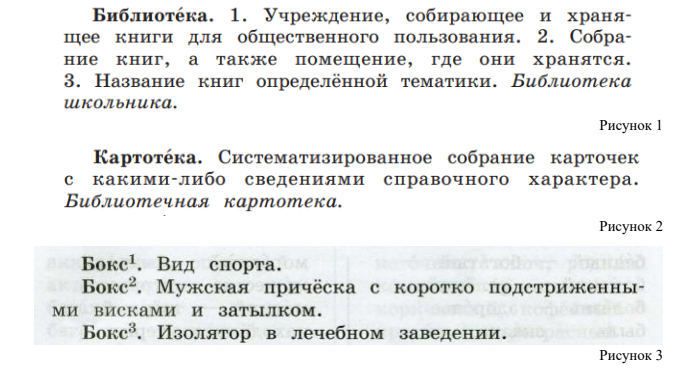 Библиоте́ка. 1. Учреждение, собирающее и храня-
щее книги для общественного пользования. 2. Собра-
ние книг, а также помещение, где они хранятся.
3. Название книг определённой тематики. Библиотека
школьника.
Рисунок 1
Картоте́ка. Систематизированное собрание карточек
с какими-либо сведениями справочного характера.
Библиотечная картотека.
Рисунок 2
Бокс¹. Вид спорта.
Бокс². Мужская причёска с коротко подстриженны-
ми висками и затылком.
Бокс³. Изолятор в лечебном заведении.
Рисунок 3